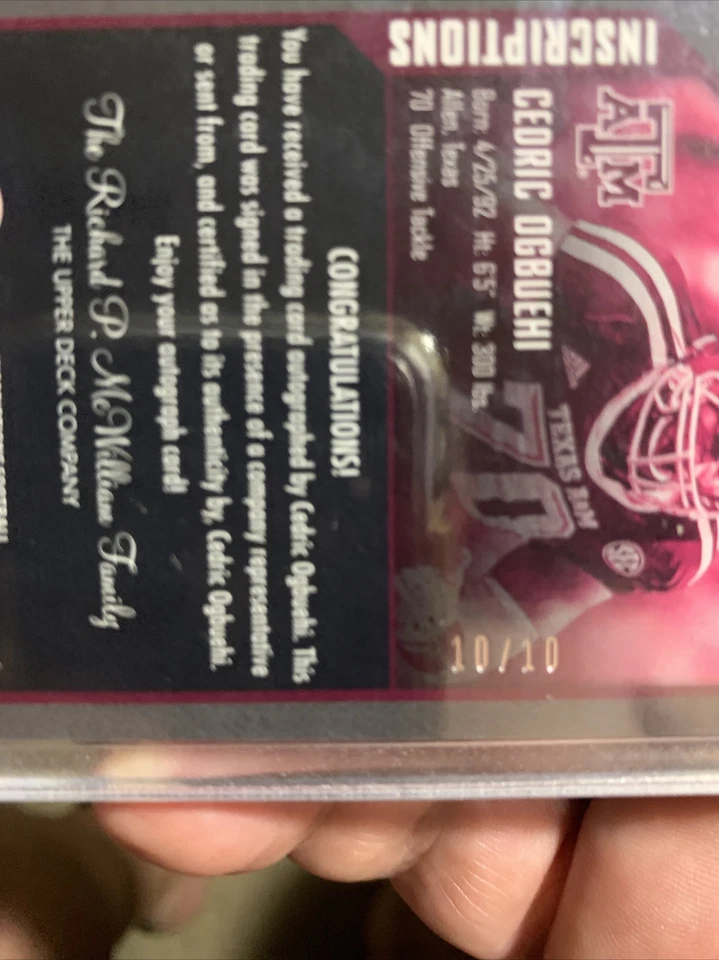 INSCRIPTIONS
ATM
CEDRIC OGBUEHI
Born: 4/25/92 Ht: 6'5" Wt: 300 lbs.
Allen, Texas
70 Offensive Tackle
TEXAS A&M
70
SEC
10/10
CONGRATULATIONS!
You have received a trading card autographed by Cedric Ogbuehi. This
trading card was signed in the presence of a company representative
or sent from, and certified as to its authenticity by, Cedric Ogbuehi.
Enjoy your autograph card!
The Richard P. McWilliam Family
THE UPPER DECK COMPANY